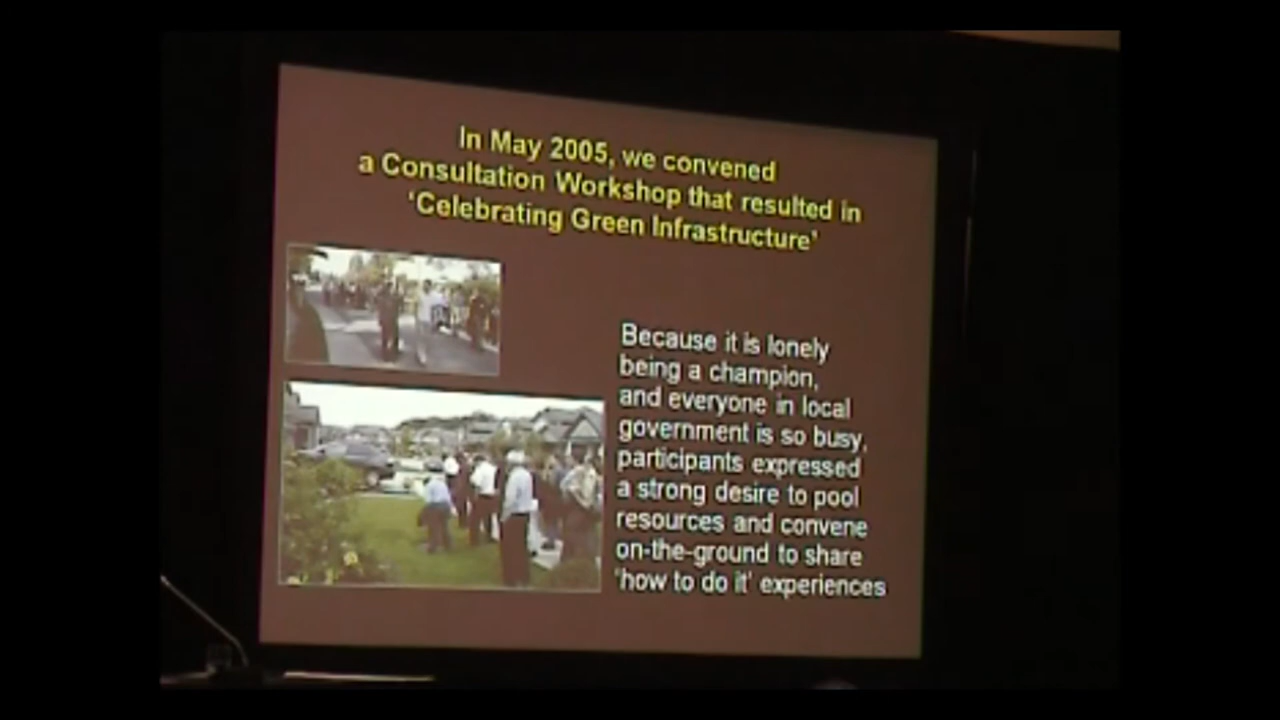 In May 2005, we convened
a Consultation Workshop that resulted in
‘Celebrating Green Infrastructure’
Because it is lonely
being a champion,
and everyone in local
government is so busy,
participants expressed
a strong desire to pool
resources and convene
on-the-ground to share
‘how to do it’ experiences